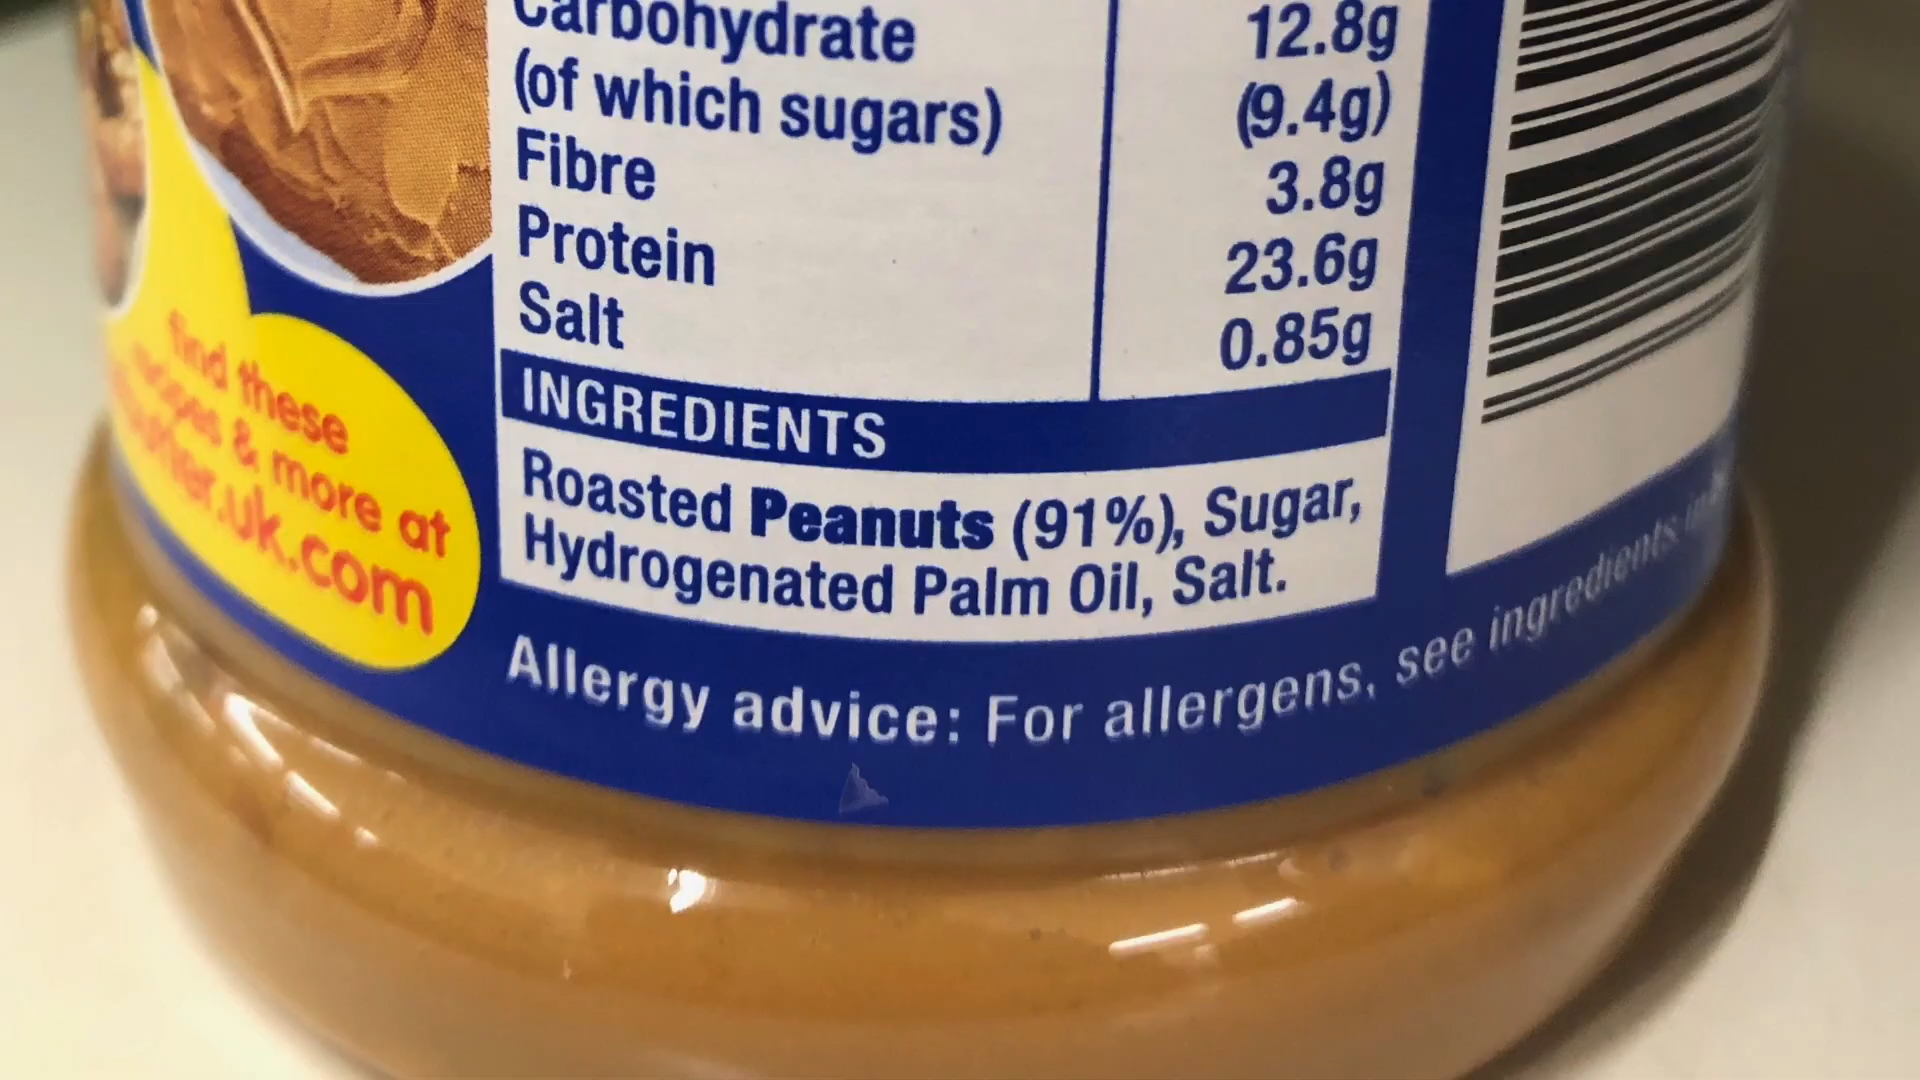 Carbohydrate 12.8g
(of which sugars) (9.4g)
Fibre 3.8g
Protein 23.6g
Salt 0.85g
INGREDIENTS
Roasted Peanuts (91%), Sugar,
Hydrogenated Palm Oil, Salt.
Allergy advice: For allergens, see ingredients
find these
recipes & more at
uk.com